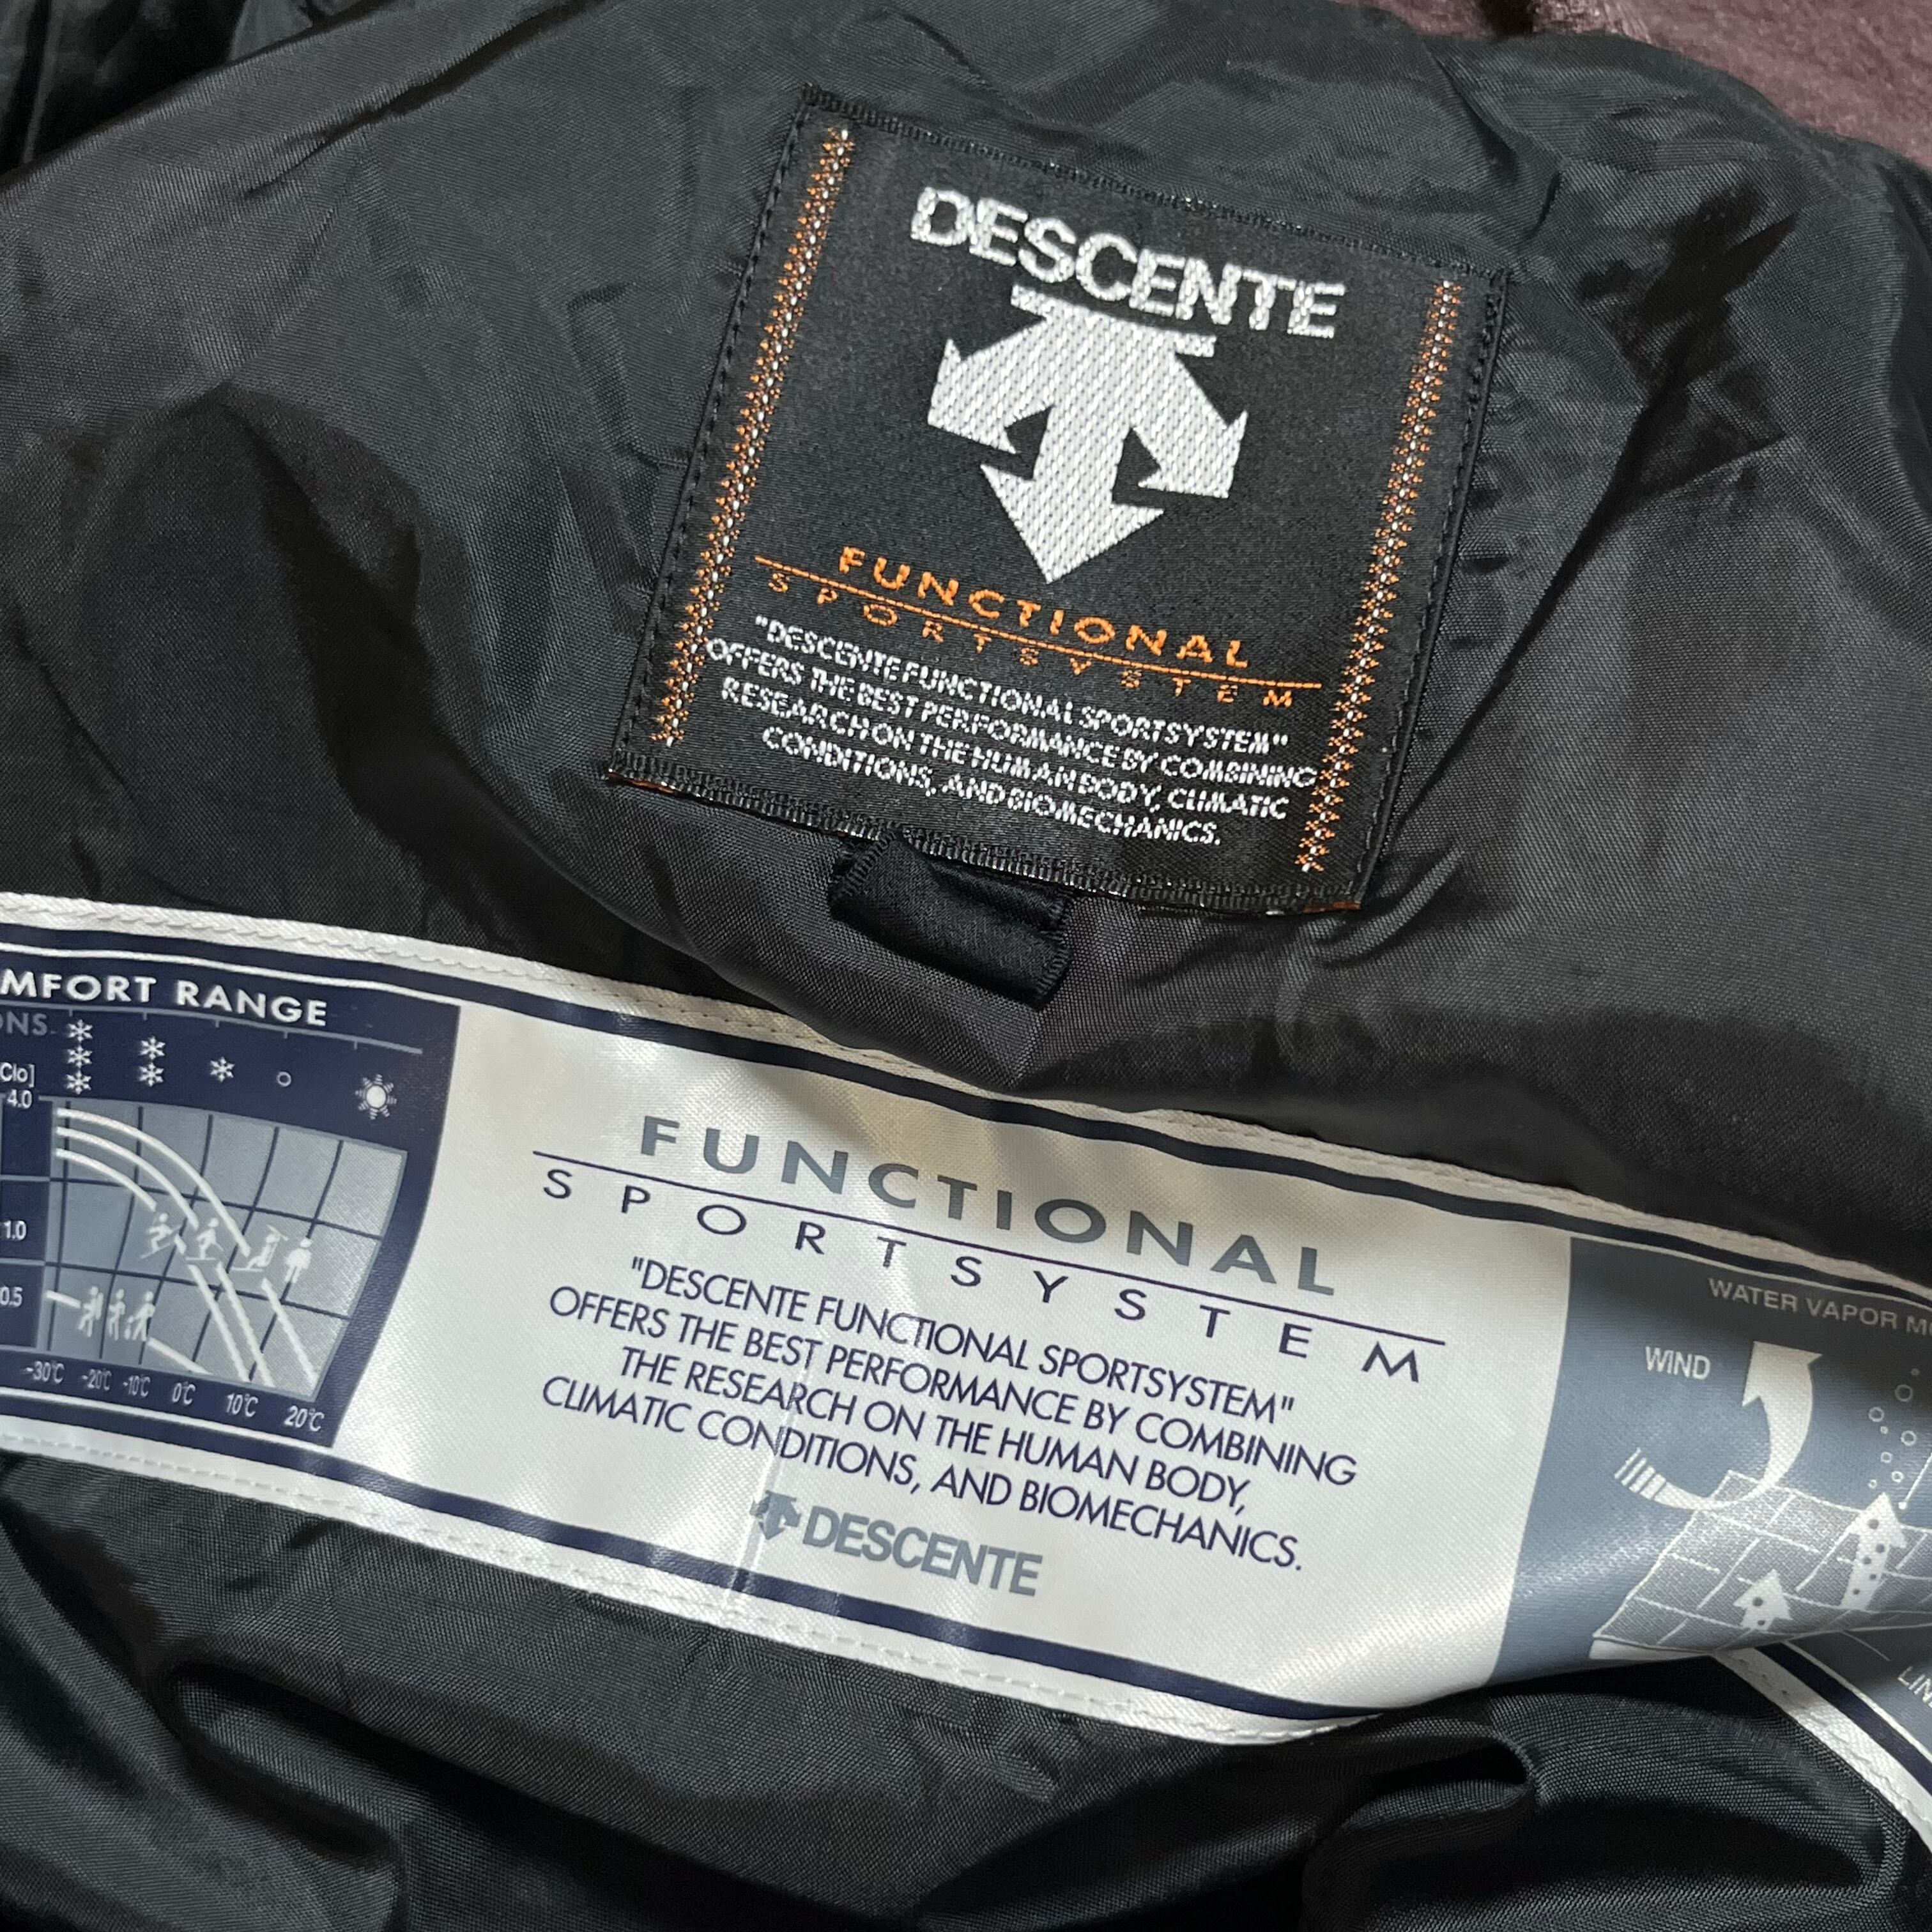 DESCENTE
FUNCTIONAL
SPORTSYSTEM
"DESCENTE FUNCTIONAL SPORTSYSTEM"
OFFERS THE BEST PERFORMANCE BY COMBINING
RESEARCH ON THE HUMAN BODY, CLIMATIC
CONDITIONS, AND BIOMECHANICS.
MFORT RANGE
ONS
Clo]
4.0
1.0
0.5
-30℃ -20℃ -10℃ 0℃ 10℃ 20℃
FUNCTIONAL
SPORTSYSTEM
"DESCENTE FUNCTIONAL SPORTSYSTEM"
OFFERS THE BEST PERFORMANCE BY COMBINING
THE RESEARCH ON THE HUMAN BODY,
CLIMATIC CONDITIONS, AND BIOMECHANICS.
DESCENTE
WATER VAPOR
WIND